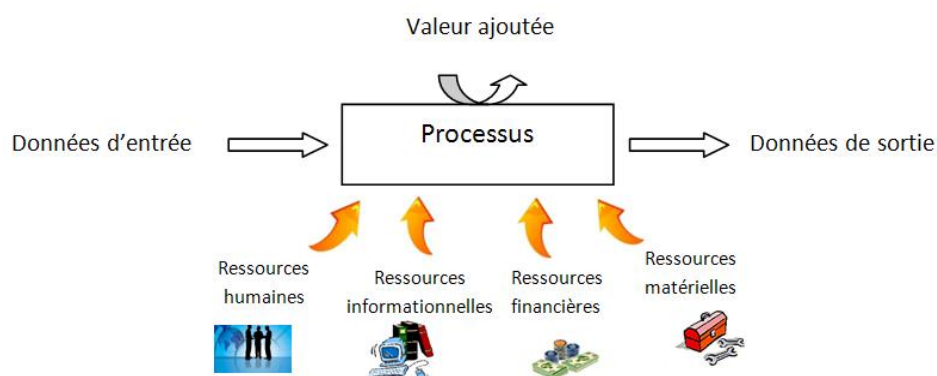 Valeur ajoutée
Données d’entrée
Processus
Données de sortie
Ressources
humaines
Ressources
informationnelles
Ressources
financières
Ressources
matérielles